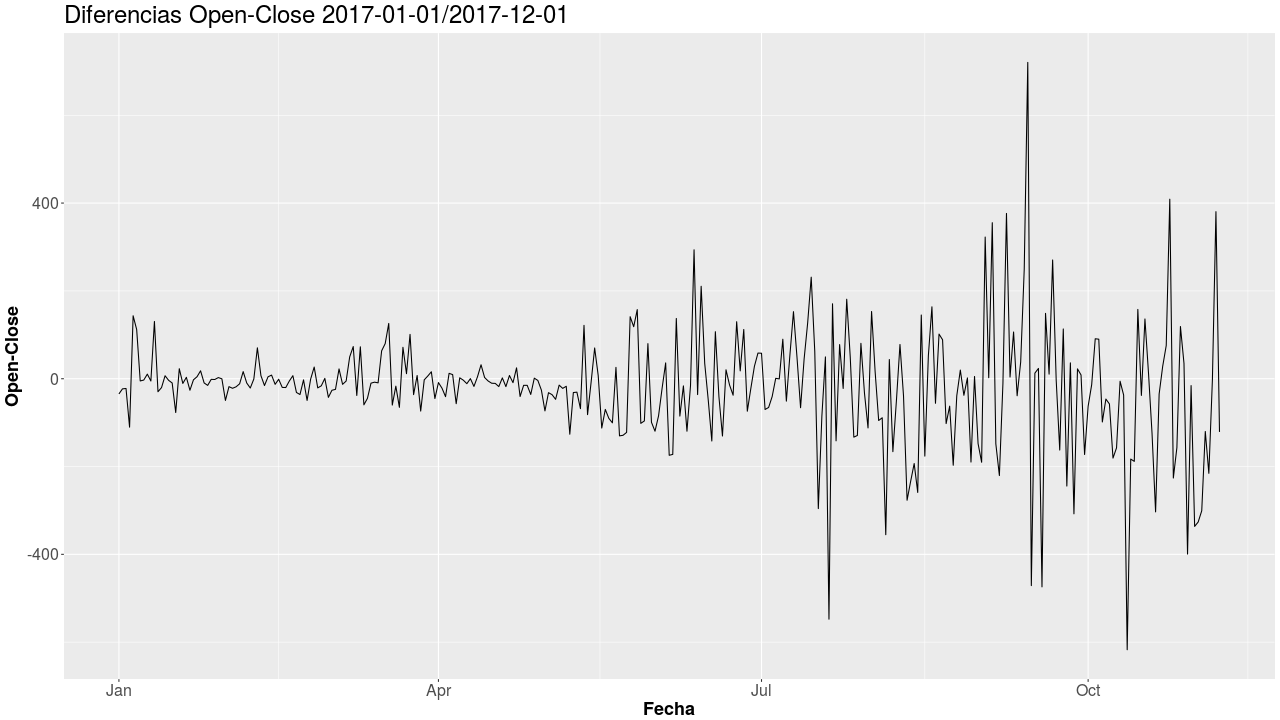 Diferencias Open-Close 2017-01-01/2017-12-01
Open-Close
400
0
-400
Jan
Apr
Jul
Oct
Fecha